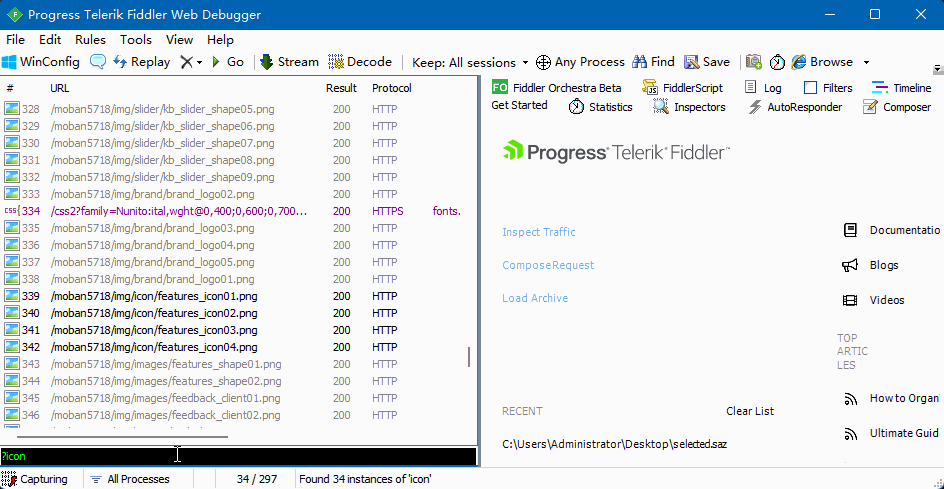 Progress Telerik Fiddler Web Debugger
File Edit Rules Tools View Help
WinConfig Replay Go Stream Decode Keep: All sessions Any Process Find Save Browse
# URL Result Protocol
328 /moban5718/img/slider/kb_slider_shape05.png 200 HTTP
329 /moban5718/img/slider/kb_slider_shape06.png 200 HTTP
330 /moban5718/img/slider/kb_slider_shape07.png 200 HTTP
331 /moban5718/img/slider/kb_slider_shape08.png 200 HTTP
332 /moban5718/img/slider/kb_slider_shape09.png 200 HTTP
333 /moban5718/img/brand/brand_logo02.png 200 HTTP
css 334 /css2?family=Nunito:ital,wght@0,400;0,600;0,700... 200 HTTPS fonts.
335 /moban5718/img/brand/brand_logo03.png 200 HTTP
336 /moban5718/img/brand/brand_logo04.png 200 HTTP
337 /moban5718/img/brand/brand_logo05.png 200 HTTP
338 /moban5718/img/brand/brand_logo01.png 200 HTTP
339 /moban5718/img/icon/features_icon01.png 200 HTTP
340 /moban5718/img/icon/features_icon02.png 200 HTTP
341 /moban5718/img/icon/features_icon03.png 200 HTTP
342 /moban5718/img/icon/features_icon04.png 200 HTTP
343 /moban5718/img/images/features_shape01.png 200 HTTP
344 /moban5718/img/images/features_shape02.png 200 HTTP
345 /moban5718/img/images/feedback_client01.png 200 HTTP
346 /moban5718/img/images/feedback_client02.png 200 HTTP
?icon
Capturing All Processes 34 / 297 Found 34 instances of 'icon'
FO Fiddler Orchestra Beta FiddlerScript Log Filters Timeline
Get Started Statistics Inspectors AutoResponder Composer
Progress® Telerik® Fiddler™
Inspect Traffic
ComposeRequest
Load Archive
Documentatio
Blogs
Videos
TOP
ARTIC
LES
How to Organ
Ultimate Guid
RECENT Clear List
C:\Users\Administrator\Desktop\selected.saz